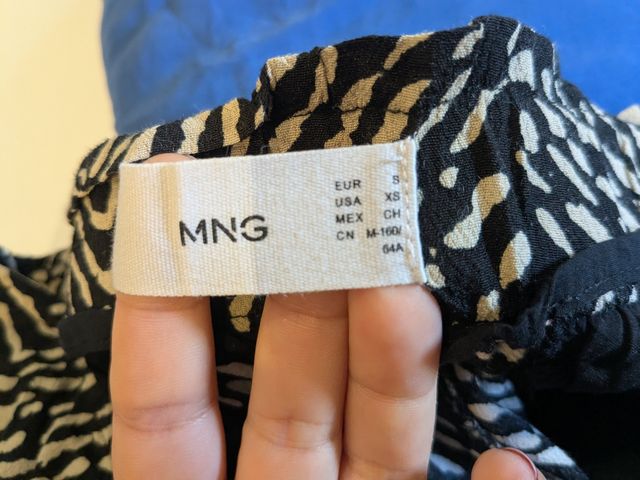 MNG
EUR S
USA XS
MEX CH
CN M-160/
64A